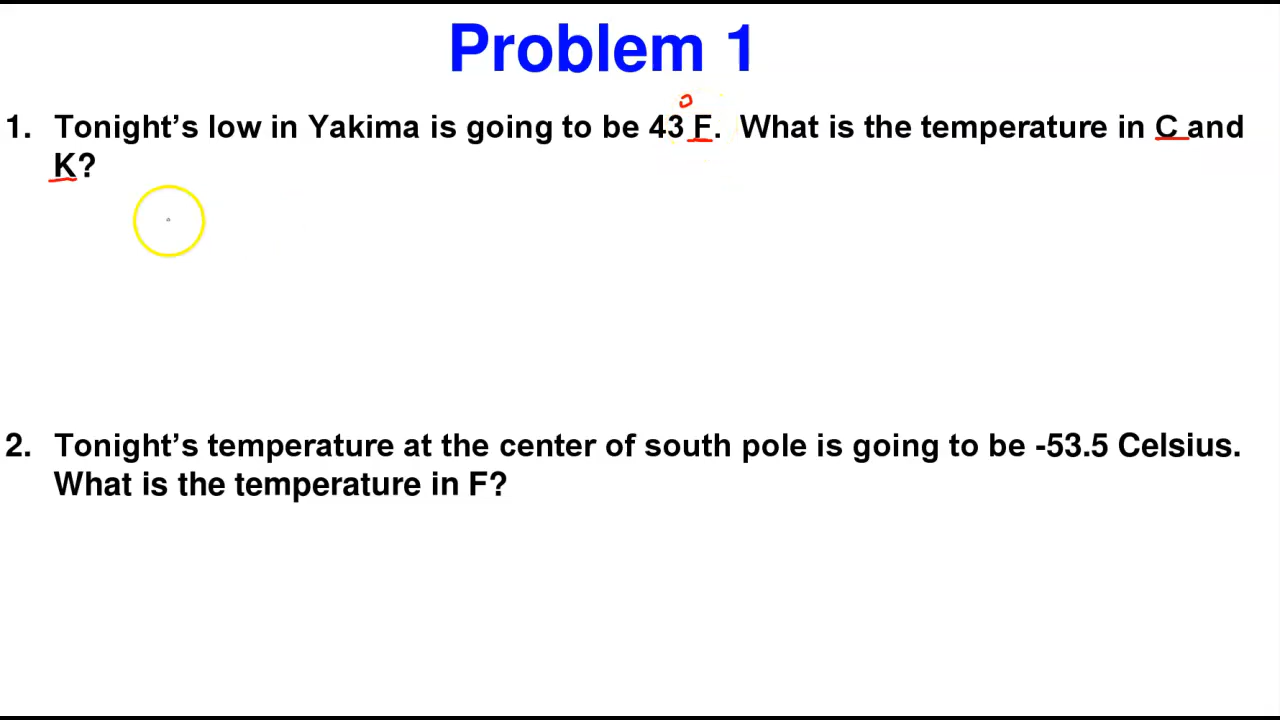 Problem 1
1. Tonight's low in Yakima is going to be 43 °F. What is the temperature in C and
K?
2. Tonight's temperature at the center of south pole is going to be -53.5 Celsius.
What is the temperature in F?